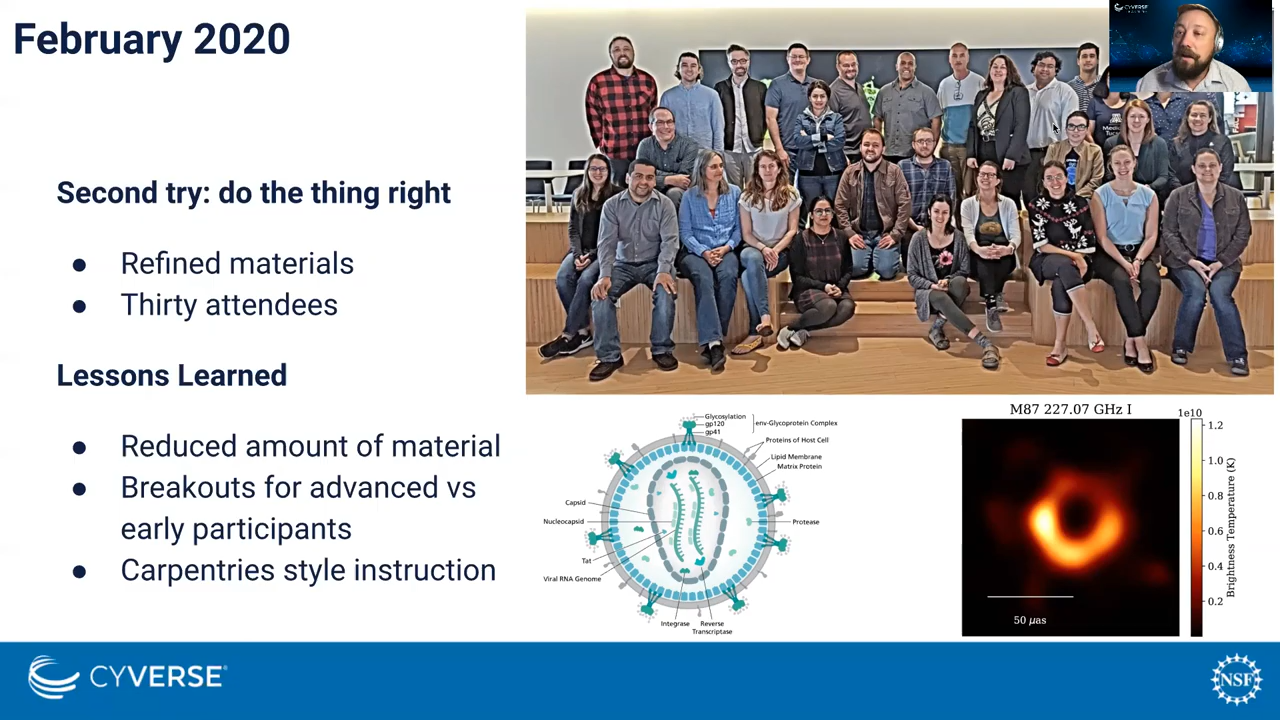 February 2020
CYVERSE
Second try: do the thing right
● Refined materials
● Thirty attendees
Lessons Learned
● Reduced amount of material
● Breakouts for advanced vs
early participants
● Carpentries style instruction
Glycosylation
gp120
gp41
env-Glycoprotein Complex
Proteins of Host Cell
Lipid Membrane
Matrix Protein
Capsid
Nucleocapsid
Protease
Tat
Viral RNA Genome
Integrase
Reverse
Transcriptase
M87 227.07 GHz I
1e10
1.2
1.0
0.8
0.6
0.4
0.2
Brightness Temperature (K)
50 μas
CYVERSE®
NSF